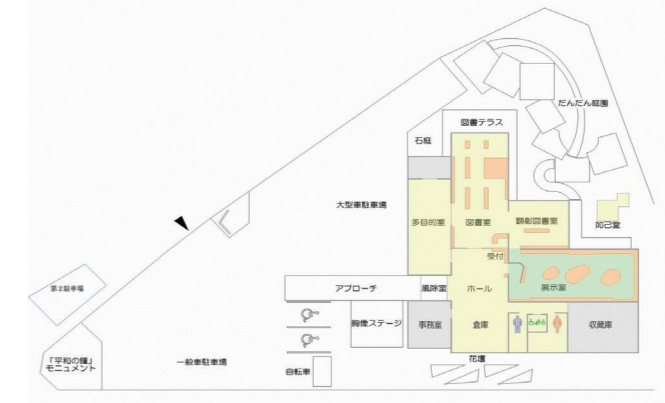 だんだん庭園
図書テラス
石庭
大型車駐車場
多目的室
図書室
顕彰図書室
如己堂
受付
第2駐車場
アプローチ
風除室
ホール
展示室
胸像ステージ
事務室
倉庫
収蔵庫
「平和の鐘」
モニュメント
一般車駐車場
自転車
花壇